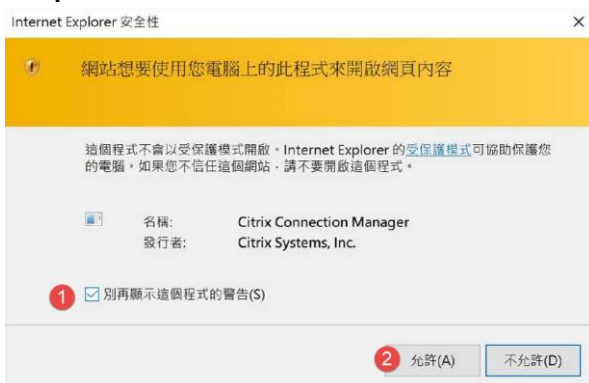 Internet Explorer 安全性
網站想要使用您電腦上的此程式來開啟網頁內容
這個程式不會以受保護模式開啟。Internet Explorer 的受保護模式可協助保護您
的電腦。如果您不信任這個網站，請不要開啟這個程式。
名稱: Citrix Connection Manager
發行者: Citrix Systems, Inc.
1 別再顯示這個程式的警告(S)
2 允許(A) 不允許(D)